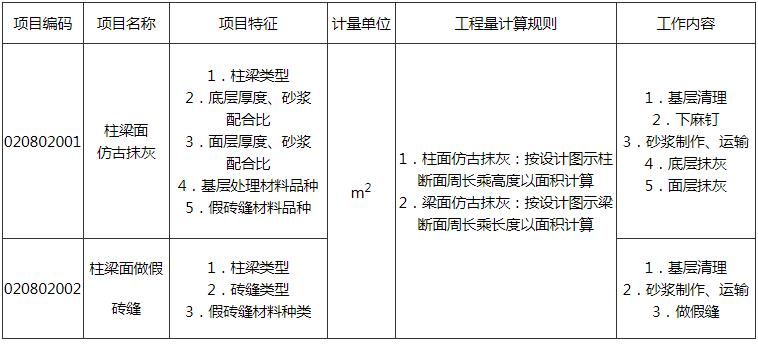 项目编码 项目名称 项目特征 计量单位 工程量计算规则 工作内容
020802001
柱梁面
仿古抹灰
1．柱梁类型
2．底层厚度、砂浆
配合比
3．面层厚度、砂浆
配合比
4．基层处理材料品种
5．假砖缝材料品种
m²
1．柱面仿古抹灰：按设计图示柱
断面周长乘高度以面积计算
2．梁面仿古抹灰：按设计图示梁
断面周长乘长度以面积计算
1．基层清理
2．下麻钉
3．砂浆制作、运输
4．底层抹灰
5．面层抹灰
020802002
柱梁面做假
砖缝
1．柱梁类型
2．砖缝类型
3．假砖缝材料种类
1．基层清理
2．砂浆制作、运输
3．做假缝